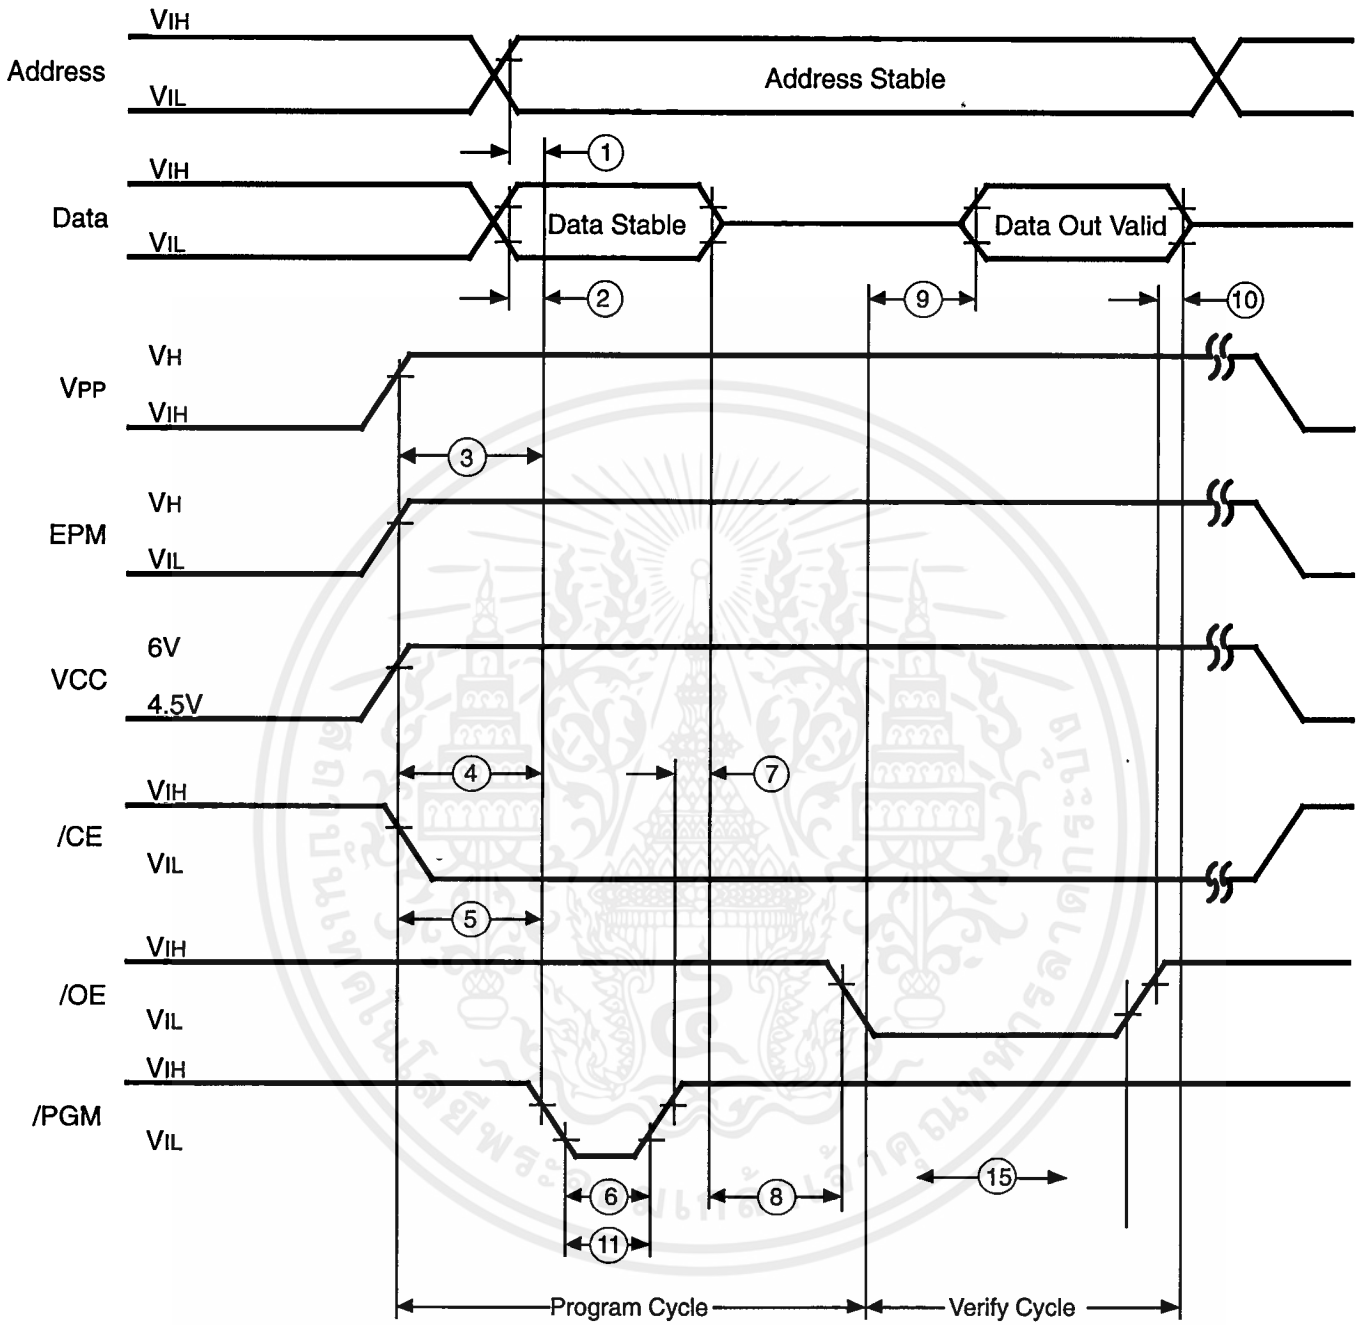 VIH
Address
VIL
Address Stable
1
VIH
Data
VIL
Data Stable
Data Out Valid
2
9
10
VH
VPP
VIH
3
VH
EPM
VIL
6V
VCC
4.5V
4
7
VIH
/CE
VIL
5
VIH
/OE
VIL
VIH
/PGM
VIL
6
8
15
11
Program Cycle
Verify Cycle